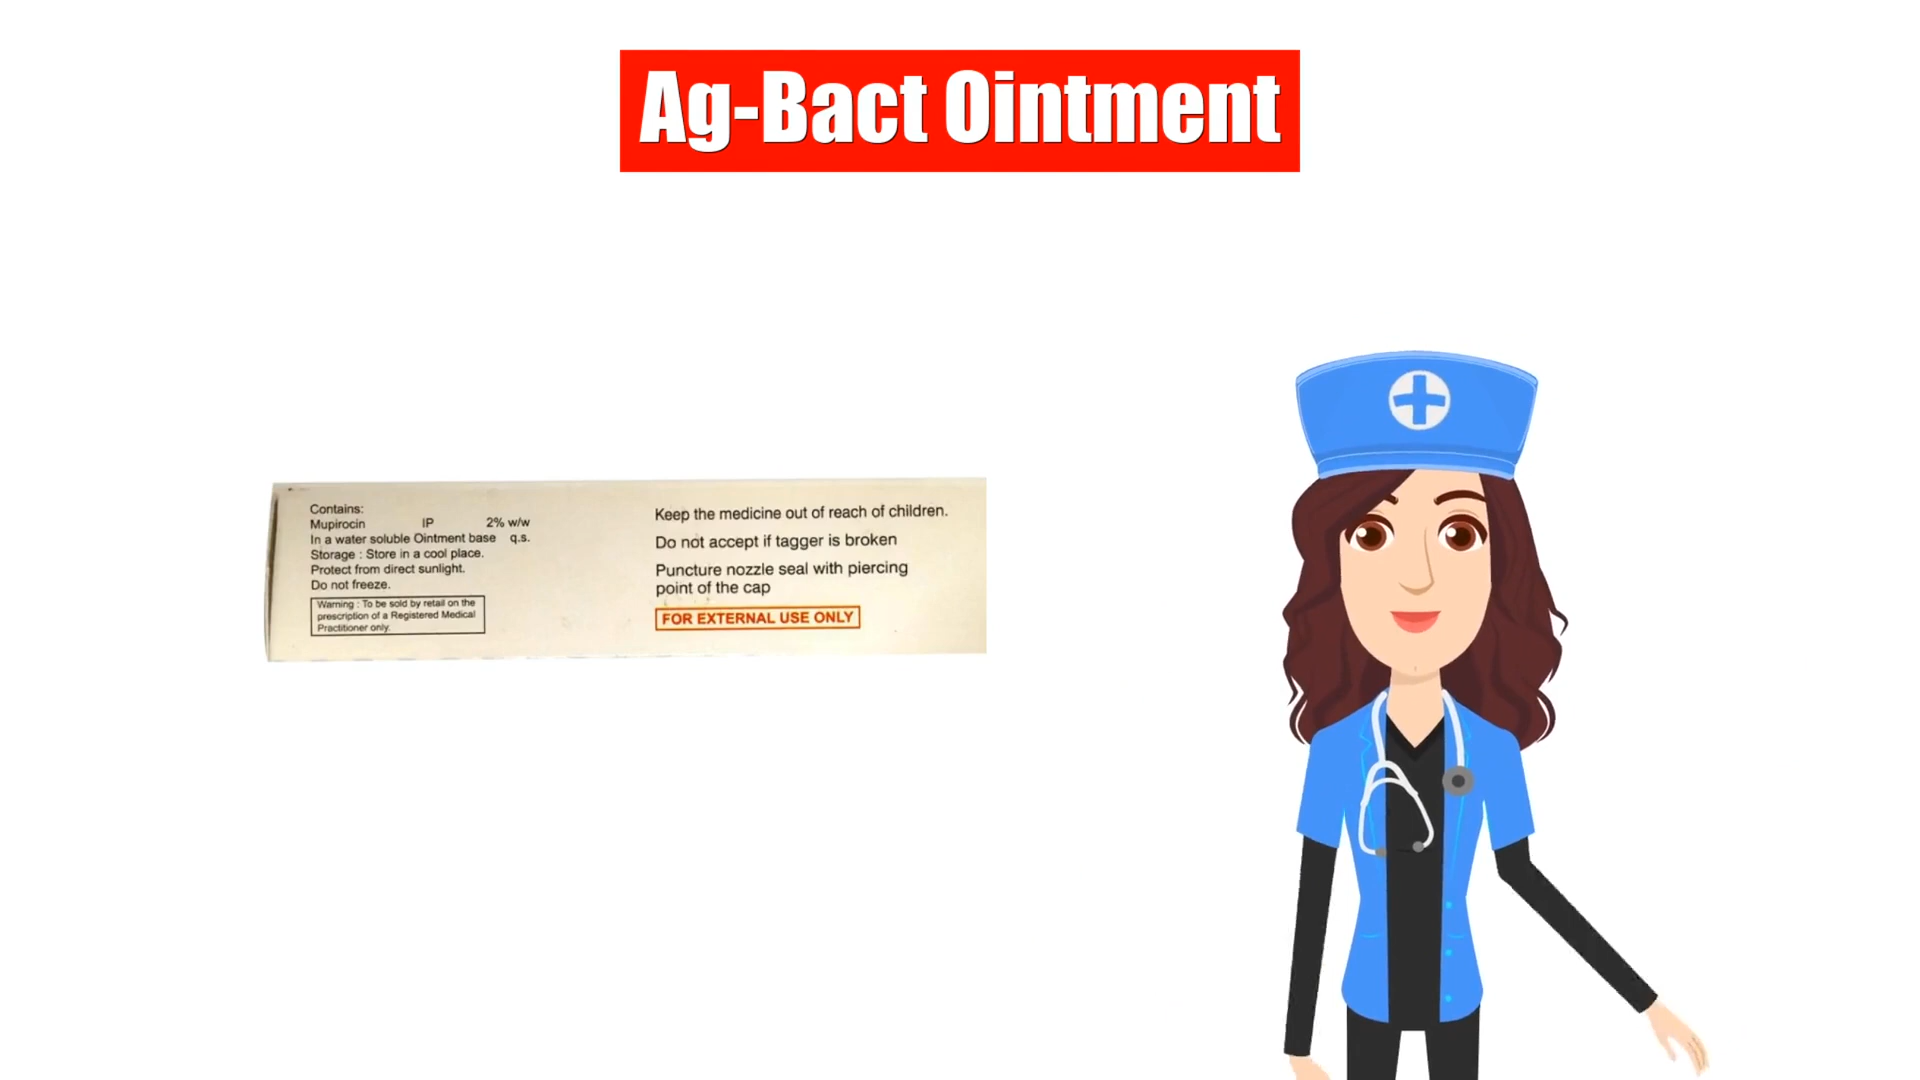 Ag-Bact Ointment
Contains:
Mupirocin IP 2% w/w
In a water soluble Ointment base q.s.
Storage : Store in a cool place.
Protect from direct sunlight.
Do not freeze.
Warning : To be sold by retail on the
prescription of a Registered Medical
Practitioner only.
Keep the medicine out of reach of children.
Do not accept if tagger is broken
Puncture nozzle seal with piercing
point of the cap
FOR EXTERNAL USE ONLY